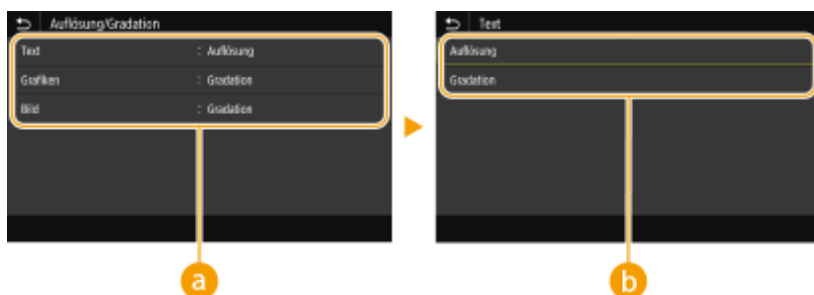 Auflösung/Gradation
Text : Auflösung
Grafiken : Gradation
Bild : Gradation
a
Text
Auflösung
Gradation
b